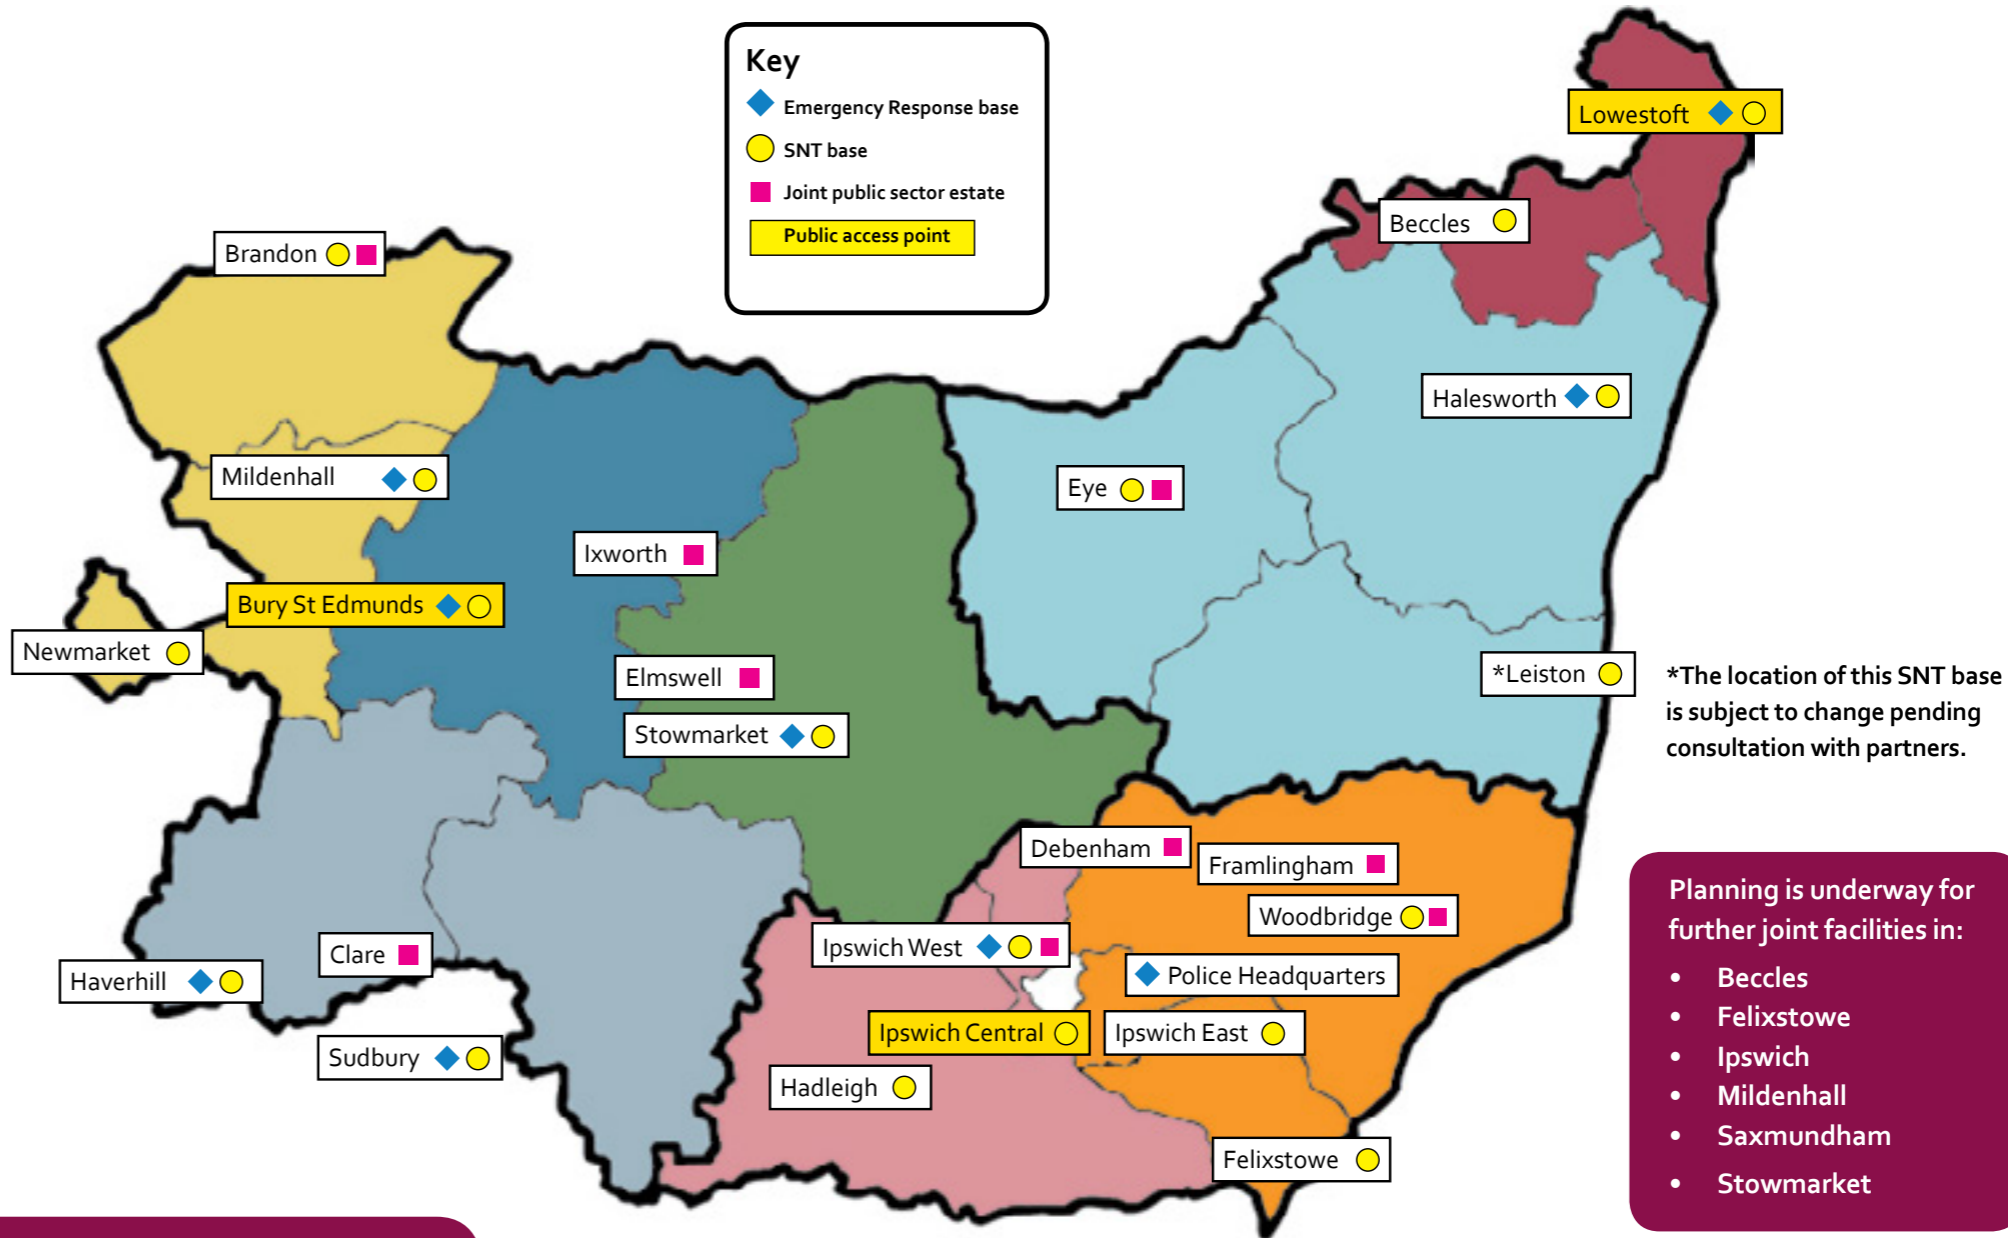 Key
Emergency Response base
SNT base
Joint public sector estate
Public access point
Lowestoft
Beccles
Brandon
Halesworth
Mildenhall
Eye
Ixworth
Bury St Edmunds
Newmarket
*Leiston
*The location of this SNT base
is subject to change pending
consultation with partners.
Elmswell
Stowmarket
Debenham
Framlingham
Woodbridge
Ipswich West
Clare
Haverhill
Police Headquarters
Ipswich Central
Ipswich East
Sudbury
Hadleigh
Felixstowe
Planning is underway for
further joint facilities in:
• Beccles
• Felixstowe
• Ipswich
• Mildenhall
• Saxmundham
• Stowmarket